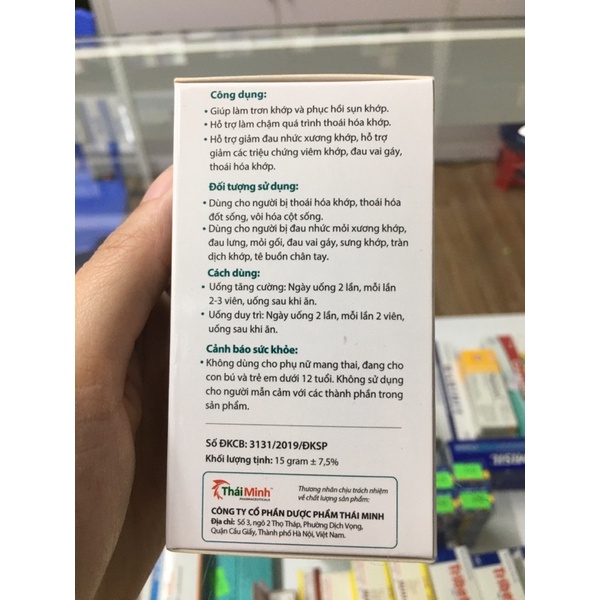 Công dụng:
• Giúp làm trơn khớp và phục hồi sụn khớp.
• Hỗ trợ làm chậm quá trình thoái hóa khớp.
• Hỗ trợ giảm đau nhức xương khớp, hỗ trợ
giảm các triệu chứng viêm khớp, đau vai gáy,
thoái hóa khớp.
Đối tượng sử dụng:
• Dùng cho người bị thoái hóa khớp, thoái hóa
đốt sống, vôi hóa cột sống.
• Dùng cho người bị đau nhức mỏi xương khớp,
đau lưng, mỏi gối, đau vai gáy, sưng khớp, tràn
dịch khớp, tê buồn chân tay.
Cách dùng:
• Uống tăng cường: Ngày uống 2 lần, mỗi lần
2-3 viên, uống sau khi ăn.
• Uống duy trì: Ngày uống 2 lần, mỗi lần 2 viên,
uống sau khi ăn.
Cảnh báo sức khỏe:
• Không dùng cho phụ nữ mang thai, đang cho
con bú và trẻ em dưới 12 tuổi. Không sử dụng
cho người mẫn cảm với các thành phần trong
sản phẩm.
Số ĐKCB: 3131/2019/ĐKSP
Khối lượng tịnh: 15 gram ± 7,5%
Thái Minh
PHARMACEUTICALS
Thương nhân chịu trách nhiệm
về chất lượng sản phẩm:
CÔNG TY CỔ PHẦN DƯỢC PHẨM THÁI MINH
Địa chỉ: Số 3, ngõ 2 Thọ Tháp, Phường Dịch Vọng,
Quận Cầu Giấy, Thành phố Hà Nội, Việt Nam.